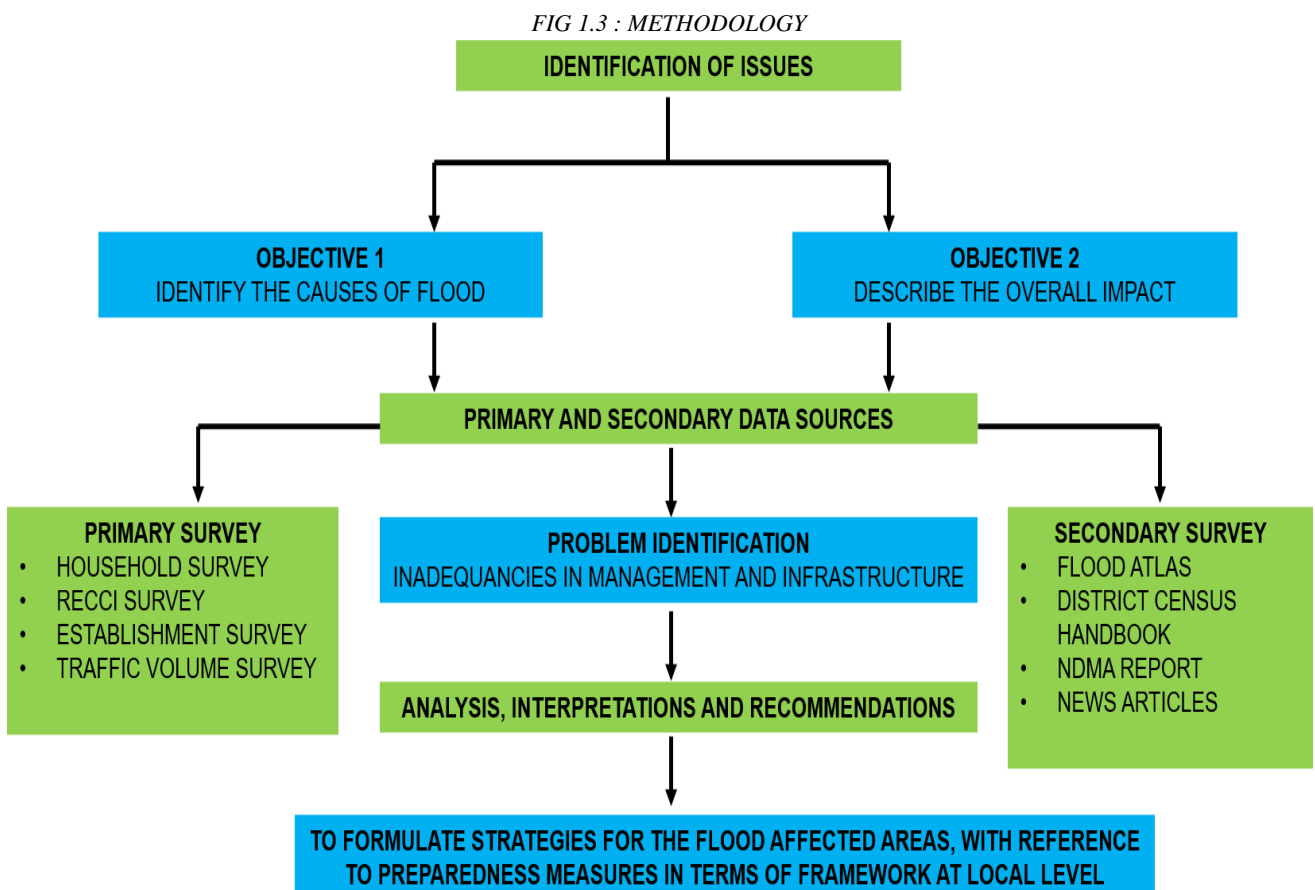 FIG 1.3 : METHODOLOGY
IDENTIFICATION OF ISSUES
OBJECTIVE 1
IDENTIFY THE CAUSES OF FLOOD
OBJECTIVE 2
DESCRIBE THE OVERALL IMPACT
PRIMARY AND SECONDARY DATA SOURCES
PRIMARY SURVEY
• HOUSEHOLD SURVEY
• RECCI SURVEY
• ESTABLISHMENT SURVEY
• TRAFFIC VOLUME SURVEY
PROBLEM IDENTIFICATION
INADEQUANCIES IN MANAGEMENT AND INFRASTRUCTURE
SECONDARY SURVEY
• FLOOD ATLAS
• DISTRICT CENSUS
HANDBOOK
• NDMA REPORT
• NEWS ARTICLES
ANALYSIS, INTERPRETATIONS AND RECOMMENDATIONS
TO FORMULATE STRATEGIES FOR THE FLOOD AFFECTED AREAS, WITH REFERENCE
TO PREPAREDNESS MEASURES IN TERMS OF FRAMEWORK AT LOCAL LEVEL